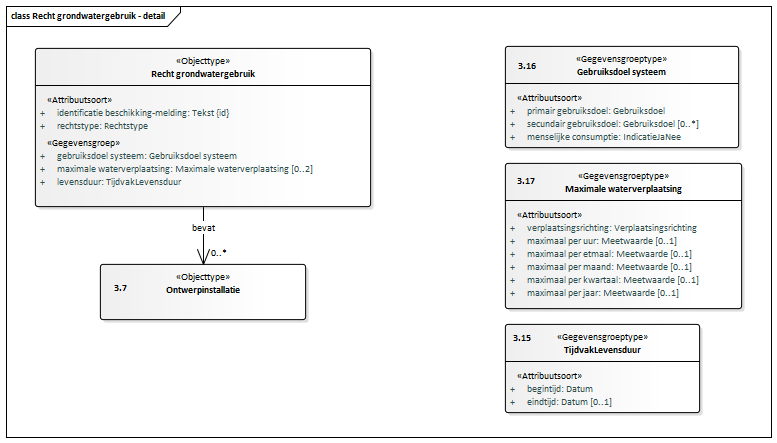 class Recht grondwatergebruik - detail
«Objecttype»
Recht grondwatergebruik
«Attribuutsoort»
+ identificatie beschikking-melding: Tekst {id}
+ rechtstype: Rechtstype
«Gegevensgroep»
+ gebruiksdoel systeem: Gebruiksdoel systeem
+ maximale waterverplaatsing: Maximale waterverplaatsing [0..2]
+ levensduur: TijdvakLevensduur
bevat
0..*
3.7
«Objecttype»
Ontwerpinstallatie
3.16
«Gegevensgroeptype»
Gebruiksdoel systeem
«Attribuutsoort»
+ primair gebruiksdoel: Gebruiksdoel
+ secundair gebruiksdoel: Gebruiksdoel [0..*]
+ menselijke consumptie: IndicatieJaNee
3.17
«Gegevensgroeptype»
Maximale waterverplaatsing
«Attribuutsoort»
+ verplaatsingsrichting: Verplaatsingsrichting
+ maximaal per uur: Meetwaarde [0..1]
+ maximaal per etmaal: Meetwaarde [0..1]
+ maximaal per maand: Meetwaarde [0..1]
+ maximaal per kwartaal: Meetwaarde [0..1]
+ maximaal per jaar: Meetwaarde [0..1]
3.15
«Gegevensgroeptype»
TijdvakLevensduur
«Attribuutsoort»
+ begintijd: Datum
+ eindtijd: Datum [0..1]